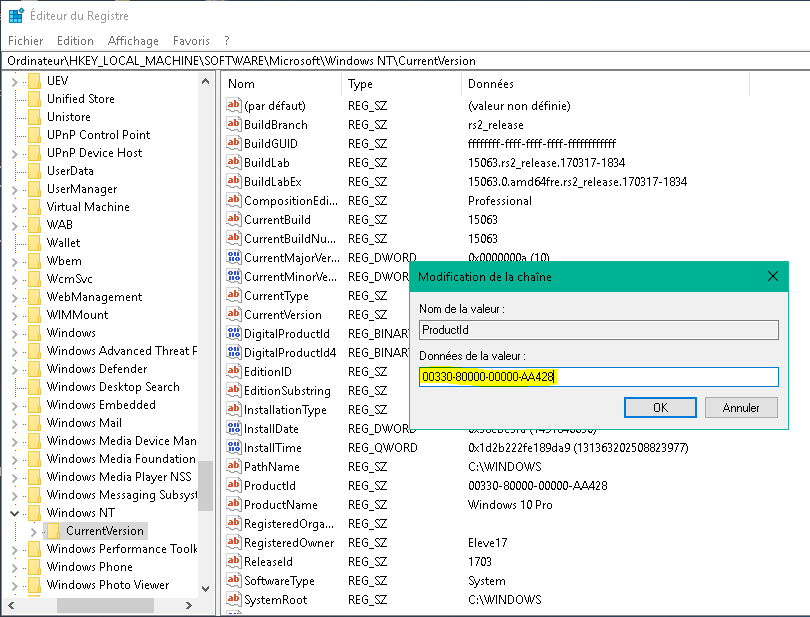 Éditeur du Registre
Fichier Edition Affichage Favoris ?
Ordinateur\HKEY_LOCAL_MACHINE\SOFTWARE\Microsoft\Windows NT\CurrentVersion
UEV
Unified Store
Unistore
UPnP Control Point
UPnP Device Host
UserData
UserManager
Virtual Machine
WAB
Wallet
Wbem
WcmSvc
WebManagement
WIMMount
Windows
Windows Advanced Threat P
Windows Defender
Windows Desktop Search
Windows Embedded
Windows Mail
Windows Media Device Man
Windows Media Foundation
Windows Media Player NSS
Windows Messaging Subsyst
Windows NT
CurrentVersion
Windows Performance Toolk
Windows Phone
Windows Photo Viewer
Nom Type Données
(par défaut) REG_SZ (valeur non définie)
BuildBranch REG_SZ rs2_release
BuildGUID REG_SZ ffffffff-ffff-ffff-ffff-ffffffffffff
BuildLab REG_SZ 15063.rs2_release.170317-1834
BuildLabEx REG_SZ 15063.0.amd64fre.rs2_release.170317-1834
CompositionEdi... REG_SZ Professional
CurrentBuild REG_SZ 15063
CurrentBuildNu... REG_SZ 15063
CurrentMajorVer... REG_DWORD 0x0000000a (10)
CurrentMinorVe... REG_DWOR
CurrentType REG_SZ
CurrentVersion REG_SZ
DigitalProductId REG_BINAR
DigitalProductId4 REG_BINAR
EditionID REG_SZ
EditionSubstring REG_SZ
InstallationType REG_SZ
InstallDate REG_DWORD
InstallTime REG_QWORD 0x1d2b222fe189da9 (131363202508823977)
PathName REG_SZ C:\WINDOWS
ProductId REG_SZ 00330-80000-00000-AA428
ProductName REG_SZ Windows 10 Pro
RegisteredOrga... REG_SZ
RegisteredOwner REG_SZ Eleve17
ReleaseId REG_SZ 1703
SoftwareType REG_SZ System
SystemRoot REG_SZ C:\WINDOWS
Modification de la chaîne
Nom de la valeur :
ProductId
Données de la valeur :
00330-80000-00000-AA428
OK Annuler